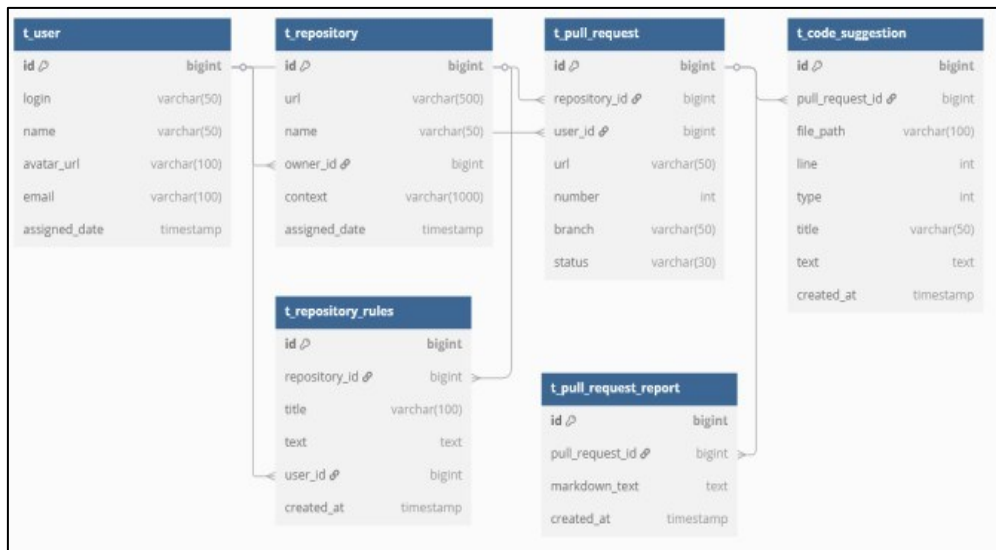 t_user
id bigint
login varchar(50)
name varchar(50)
avatar_url varchar(100)
email varchar(100)
assigned_date timestamp
t_repository
id bigint
url varchar(500)
name varchar(50)
owner_id bigint
context varchar(1000)
assigned_date timestamp
t_pull_request
id bigint
repository_id bigint
user_id bigint
url varchar(50)
number int
branch varchar(50)
status varchar(30)
t_code_suggestion
id bigint
pull_request_id bigint
file_path varchar(100)
line int
type int
title varchar(50)
text text
created_at timestamp
t_repository_rules
id bigint
repository_id bigint
title varchar(100)
text text
user_id bigint
created_at timestamp
t_pull_request_report
id bigint
pull_request_id bigint
markdown_text text
created_at timestamp